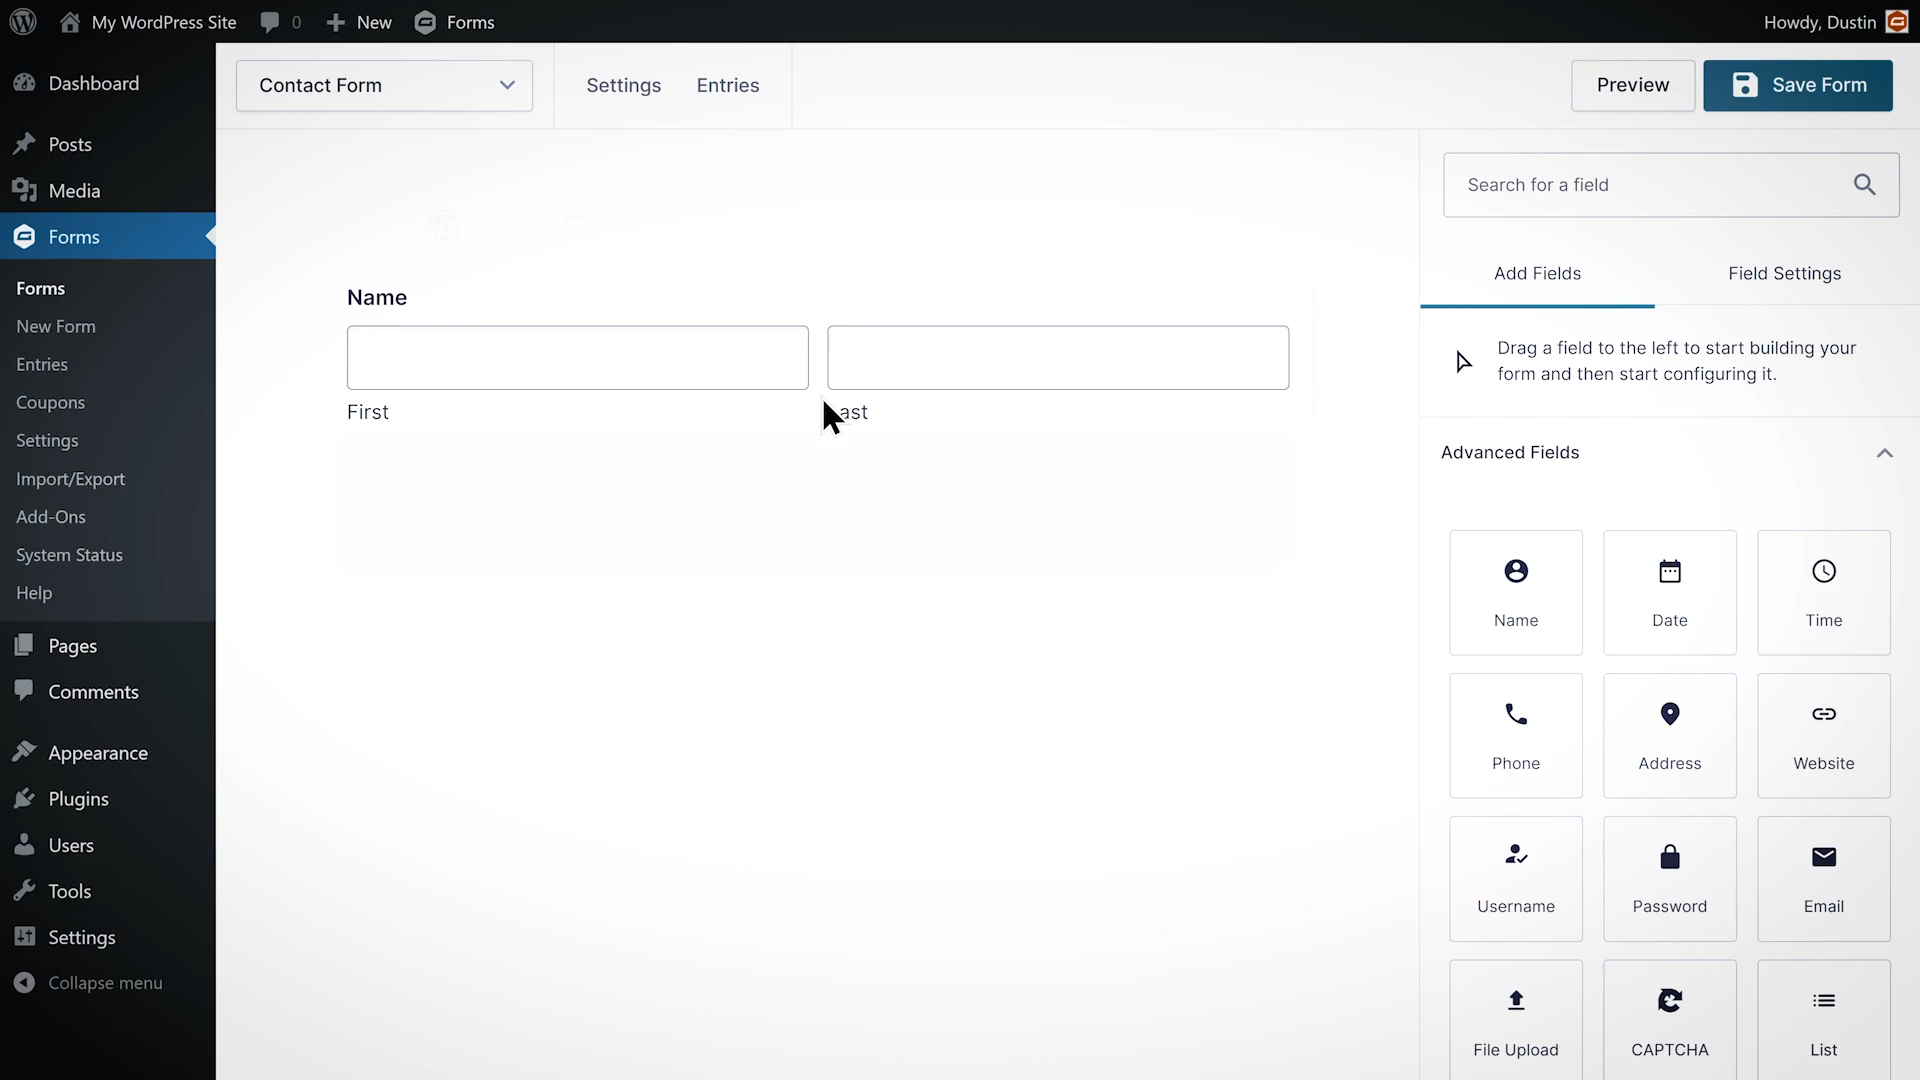 My WordPress Site
0
New
Forms
Howdy, Dustin
Dashboard
Posts
Media
Forms
Forms
New Form
Entries
Coupons
Settings
Import/Export
Add-Ons
System Status
Help
Pages
Comments
Appearance
Plugins
Users
Tools
Settings
Collapse menu
Contact Form
Settings
Entries
Preview
Save Form
Name
First
ast
Search for a field
Add Fields
Field Settings
Drag a field to the left to start building your
form and then start configuring it.
Advanced Fields
Name
Date
Time
Phone
Address
Website
Username
Password
Email
File Upload
CAPTCHA
List